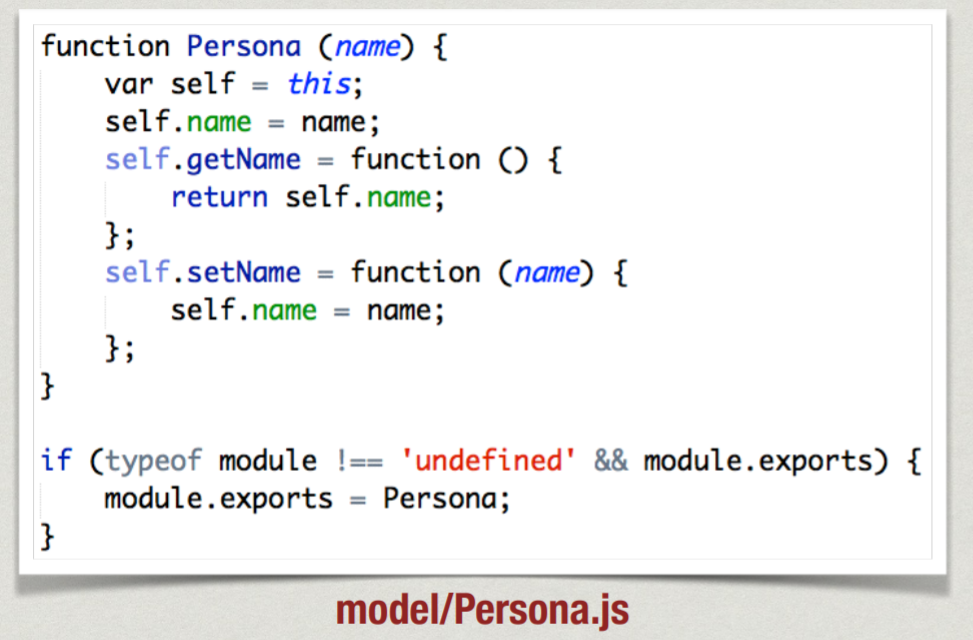 function Persona (name) {
    var self = this;
    self.name = name;
    self.getName = function () {
        return self.name;
    };
    self.setName = function (name) {
        self.name = name;
    };
}

if (typeof module !== 'undefined' && module.exports) {
    module.exports = Persona;
}
model/Persona.js